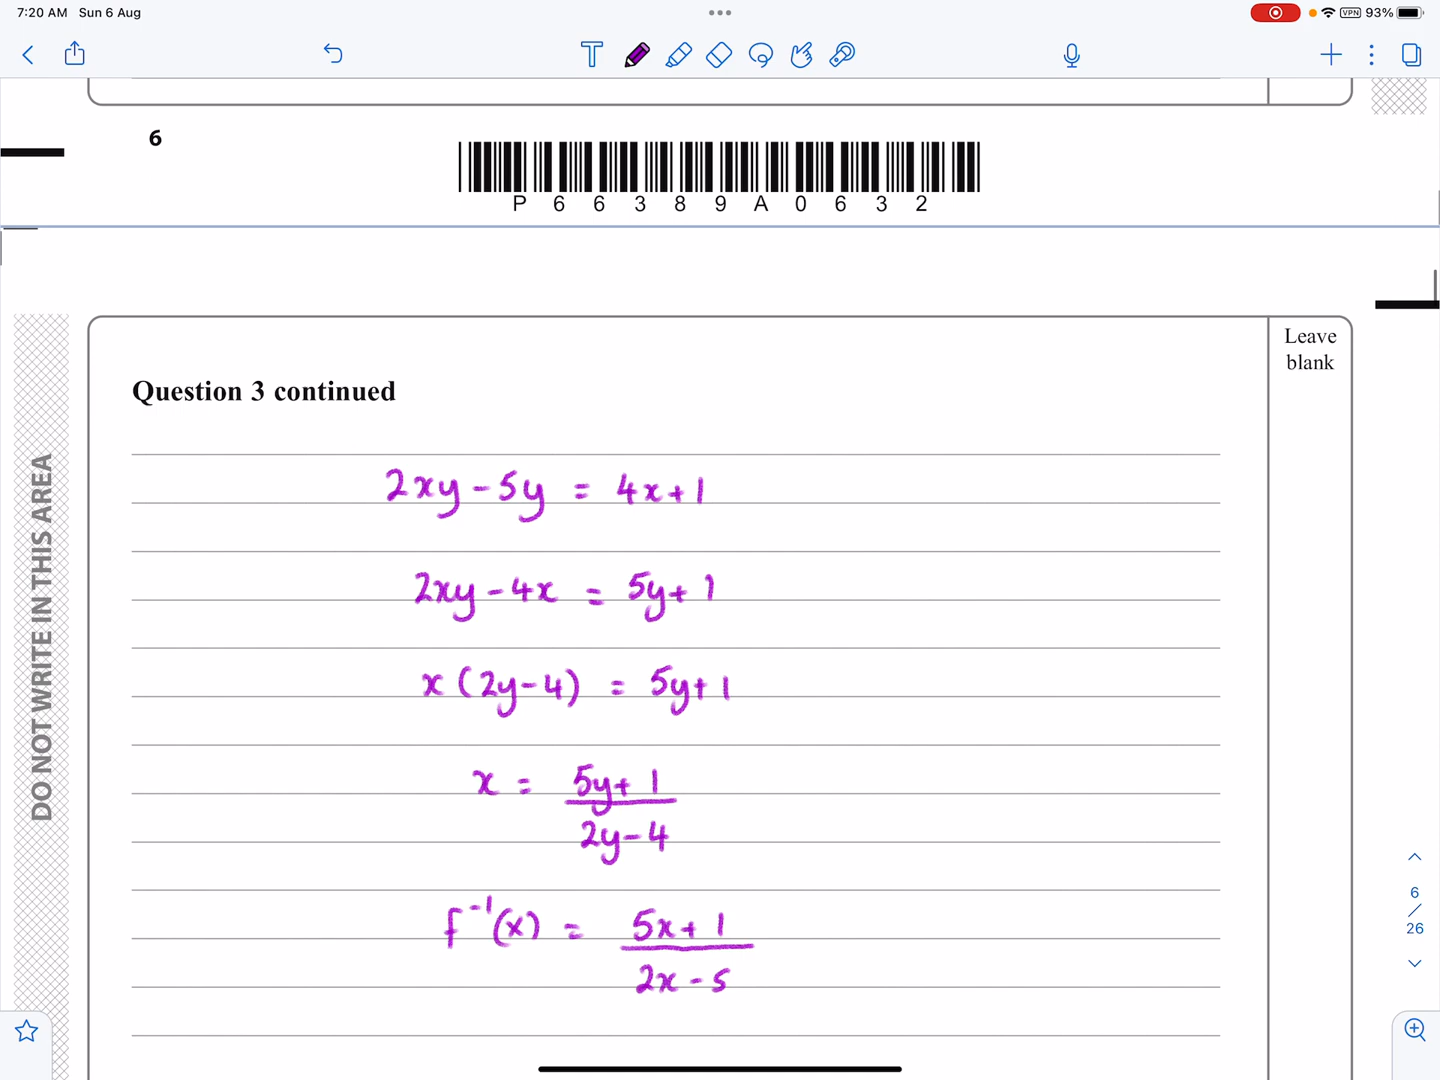 7:20 AM Sun 6 Aug
VPN 93%
6
P 6 6 3 8 9 A 0 6 3 2
Leave
blank
Question 3 continued
DO NOT WRITE IN THIS AREA
2xy - 5y = 4x + 1
2xy - 4x = 5y + 1
x (2y - 4) = 5y + 1
x = 5y + 1
2y - 4
f⁻¹(x) = 5x + 1
2x - 5
6
/
26